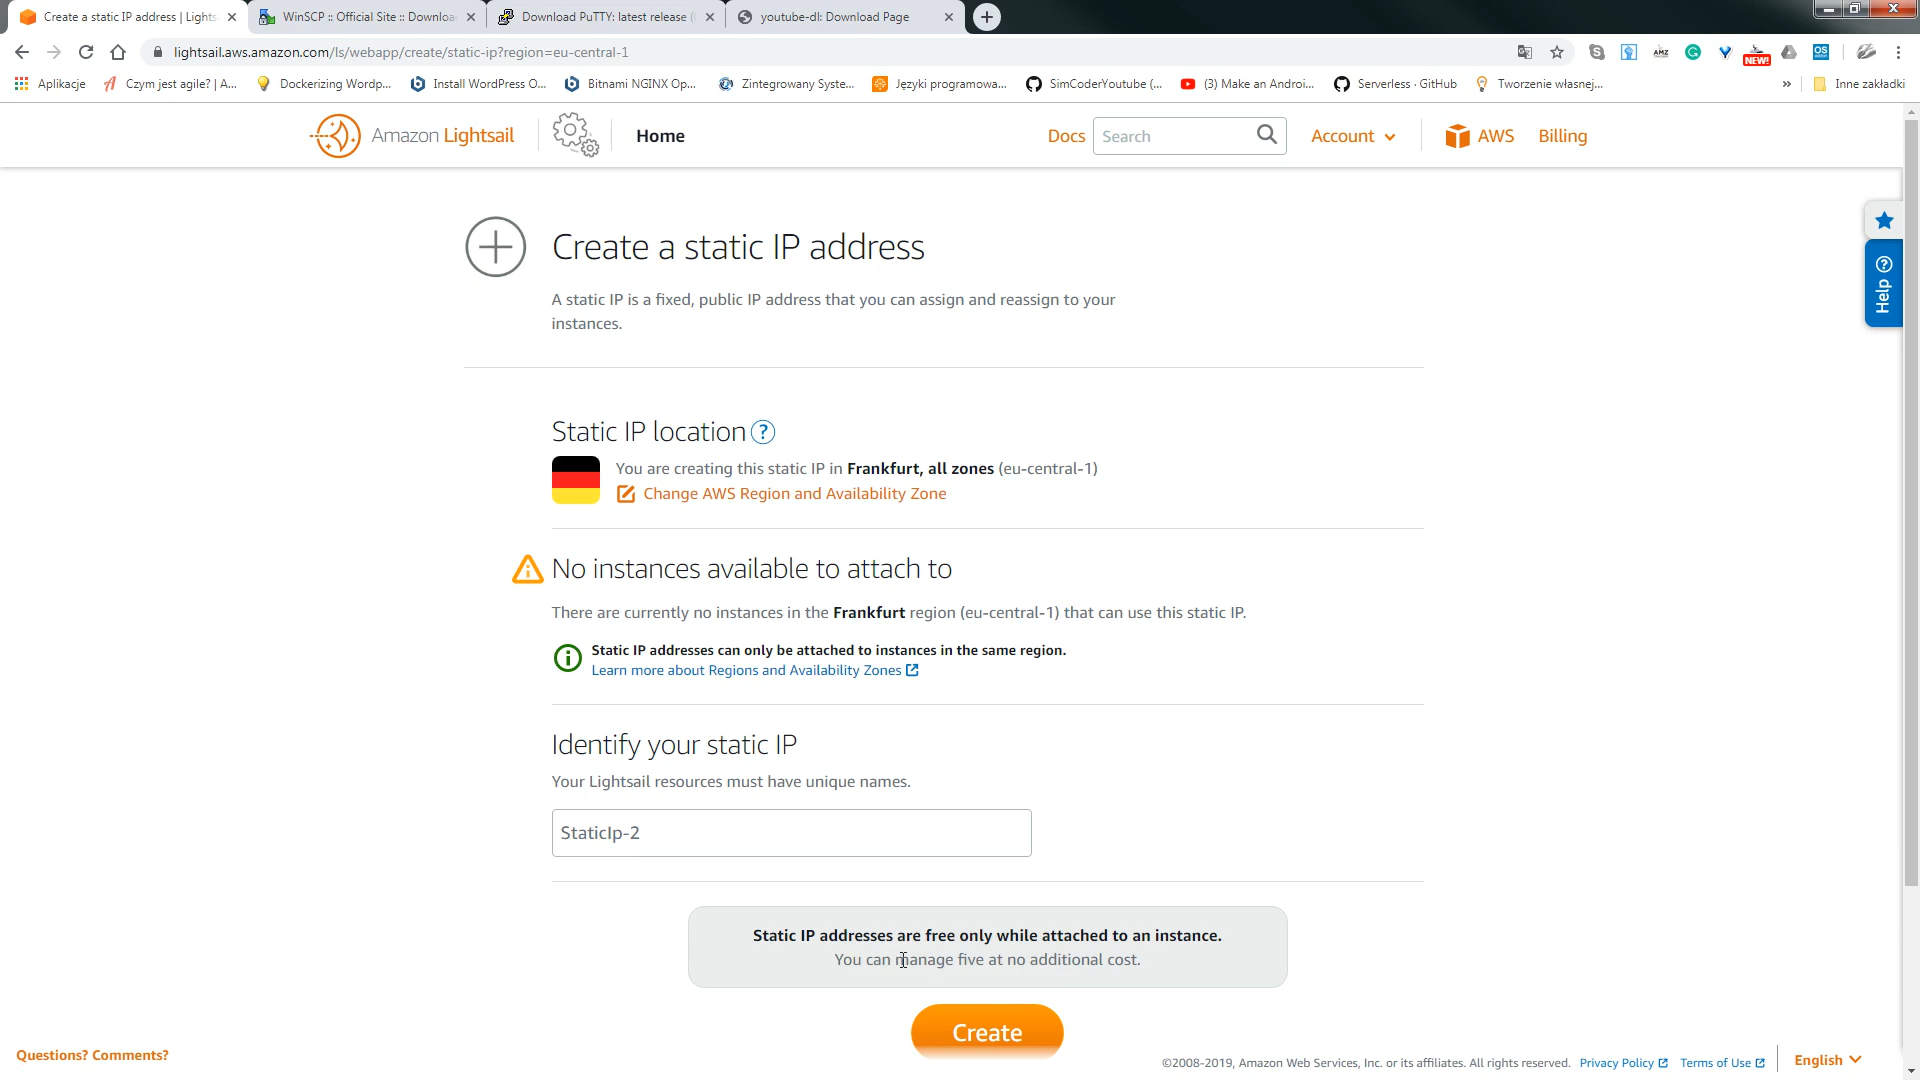 Create a static IP address | Lights
WinSCP :: Official Site :: Downloa
Download PuTTY: latest release (
youtube-dl: Download Page
lightsail.aws.amazon.com/ls/webapp/create/static-ip?region=eu-central-1
NEW!
Aplikacje
Czym jest agile? | A...
Dockerizing Wordp...
Install WordPress O...
Bitnami NGINX Op...
Zintegrowany Syste...
Języki programowa...
SimCoderYoutube (...
(3) Make an Androi...
Serverless · GitHub
Tworzenie własnej...
»
Inne zakładki
Amazon Lightsail
Home
Docs
Search
Account
AWS
Billing
Help
Create a static IP address
A static IP is a fixed, public IP address that you can assign and reassign to your
instances.
Static IP location ?
You are creating this static IP in Frankfurt, all zones (eu-central-1)
Change AWS Region and Availability Zone
No instances available to attach to
There are currently no instances in the Frankfurt region (eu-central-1) that can use this static IP.
Static IP addresses can only be attached to instances in the same region.
Learn more about Regions and Availability Zones
Identify your static IP
Your Lightsail resources must have unique names.
StaticIp-2
Static IP addresses are free only while attached to an instance.
You can manage five at no additional cost.
Create
Questions? Comments?
©2008-2019, Amazon Web Services, Inc. or its affiliates. All rights reserved.
Privacy Policy
Terms of Use
English